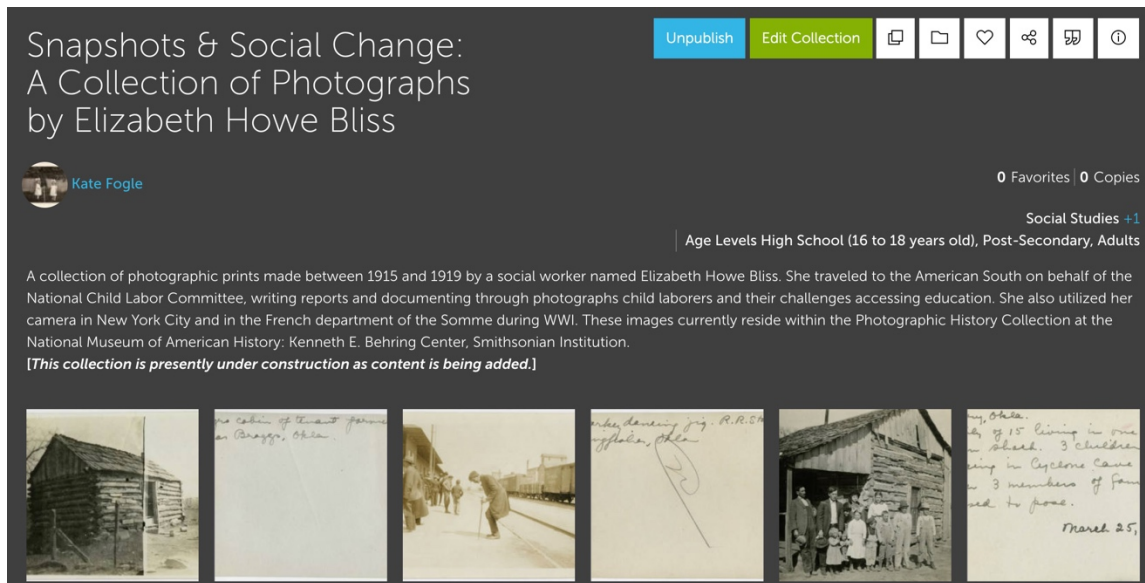 Snapshots & Social Change:
A Collection of Photographs
by Elizabeth Howe Bliss
Unpublish
Edit Collection
Kate Fogle
0 Favorites 0 Copies
Social Studies +1
Age Levels High School (16 to 18 years old), Post-Secondary, Adults
A collection of photographic prints made between 1915 and 1919 by a social worker named Elizabeth Howe Bliss. She traveled to the American South on behalf of the
National Child Labor Committee, writing reports and documenting through photographs child laborers and their challenges accessing education. She also utilized her
camera in New York City and in the French department of the Somme during WWI. These images currently reside within the Photographic History Collection at the
National Museum of American History: Kenneth E. Behring Center, Smithsonian Institution.
[This collection is presently under construction as content is being added.]
cabin of tenant
Braggs, Okla.
dancing jig. R.R.
Okla
Okla.
of 15 living in one
shack. 3 children
in Cyclone Cave
3 members of fam
to pose.
March 25,